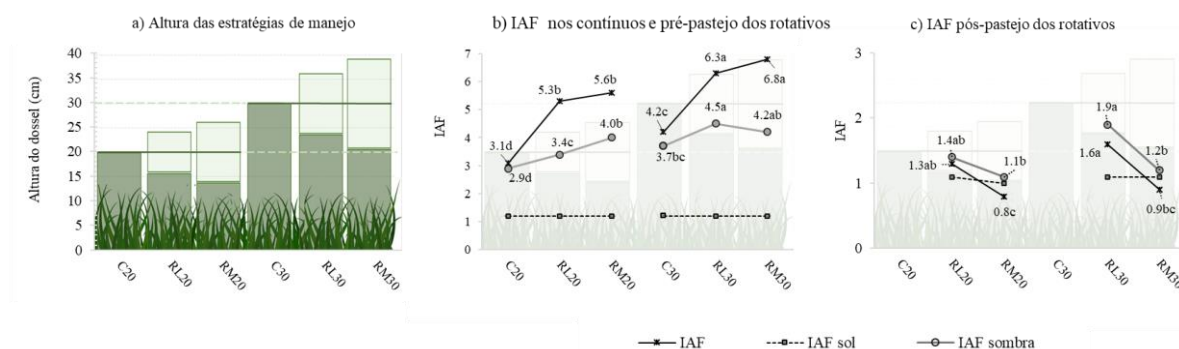 a) Altura das estratégias de manejo
Altura do dossel (cm)
40
35
30
25
20
15
10
5
0
C20
RL20
RM20
C30
RL30
RM30
b) IAF nos contínuos e pré-pastejo dos rotativos
IAF
7
6
5
4
3
2
1
0
3.1d
5.3b
5.6b
4.2c
6.3a
6.8a
2.9d
3.4c
4.0b
3.7bc
4.5a
4.2ab
C20
RL20
RM20
C30
RL30
RM30
c) IAF pós-pastejo dos rotativos
IAF
3
2
1
0
1.4ab
1.1b
1.3ab
0.8c
1.9a
1.2b
1.6a
0.9bc
C20
RL20
RM20
C30
RL30
RM30
IAF
IAF sol
IAF sombra